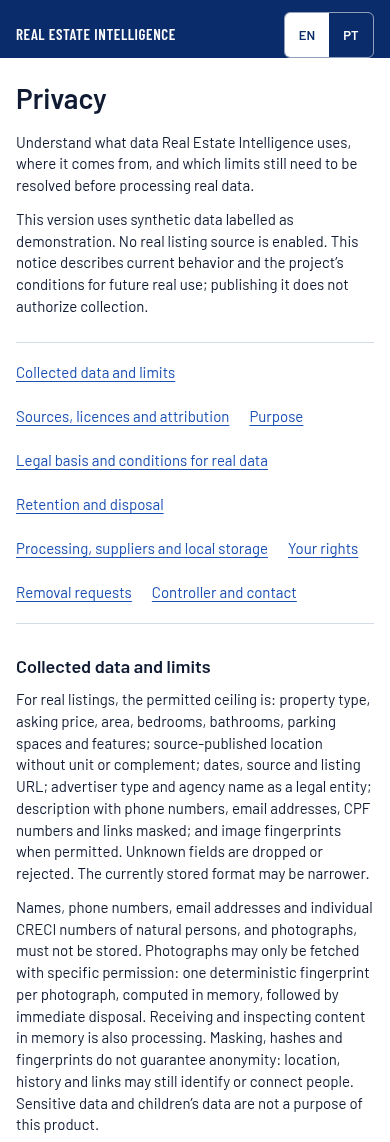 REAL ESTATE INTELLIGENCE
EN PT
Privacy
Understand what data Real Estate Intelligence uses,
where it comes from, and which limits still need to be
resolved before processing real data.
This version uses synthetic data labelled as
demonstration. No real listing source is enabled. This
notice describes current behavior and the project’s
conditions for future real use; publishing it does not
authorize collection.
Collected data and limits
Sources, licences and attribution Purpose
Legal basis and conditions for real data
Retention and disposal
Processing, suppliers and local storage Your rights
Removal requests Controller and contact
Collected data and limits
For real listings, the permitted ceiling is: property type,
asking price, area, bedrooms, bathrooms, parking
spaces and features; source-published location
without unit or complement; dates, source and listing
URL; advertiser type and agency name as a legal entity;
description with phone numbers, email addresses, CPF
numbers and links masked; and image fingerprints
when permitted. Unknown fields are dropped or
rejected. The currently stored format may be narrower.
Names, phone numbers, email addresses and individual
CRECI numbers of natural persons, and photographs,
must not be stored. Photographs may only be fetched
with specific permission: one deterministic fingerprint
per photograph, computed in memory, followed by
immediate disposal. Receiving and inspecting content
in memory is also processing. Masking, hashes and
fingerprints do not guarantee anonymity: location,
history and links may still identify or connect people.
Sensitive data and children’s data are not a purpose of
this product.